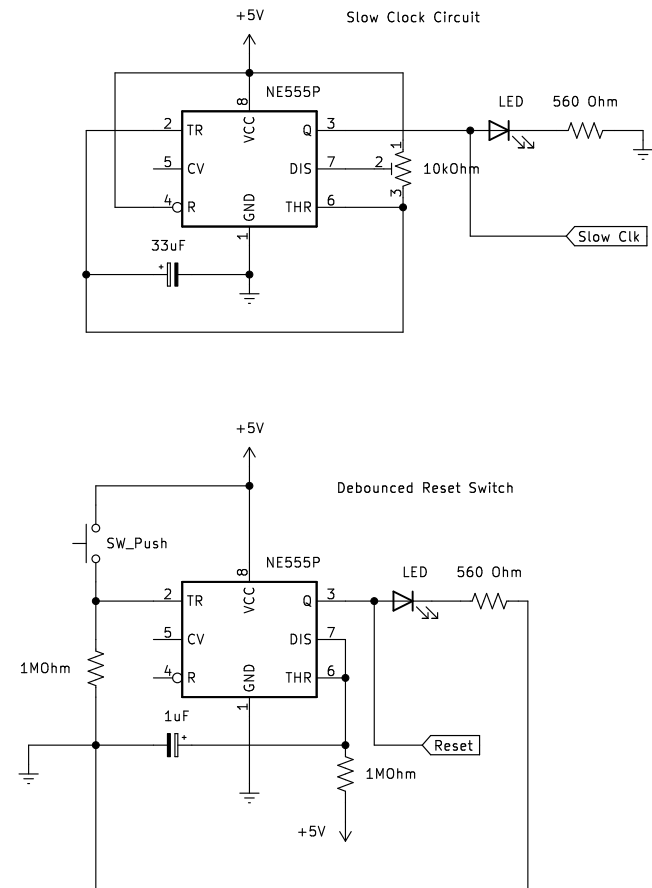 +5V
Slow Clock Circuit
NE555P
8
VCC
2
TR
Q
3
LED
560 Ohm
1
5
CV
DIS
7
2
10kOhm
4
R
GND
THR
6
3
1
33uF
+
Slow Clk
+5V
Debounced Reset Switch
SW_Push
NE555P
8
VCC
2
TR
Q
3
LED
560 Ohm
5
CV
DIS
7
1MOhm
4
R
GND
THR
6
1
1uF
+
Reset
1MOhm
+5V